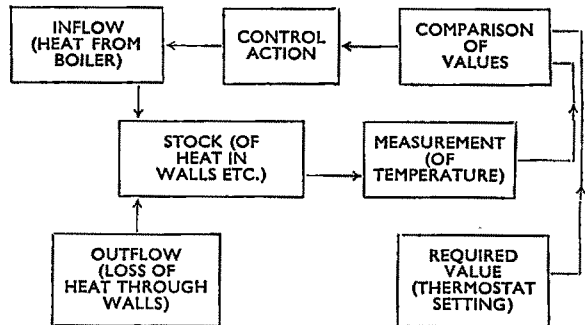 INFLOW
(HEAT FROM
BOILER)
CONTROL
ACTION
COMPARISON
OF
VALUES
STOCK (OF
HEAT IN
WALLS ETC.)
MEASUREMENT
(OF
TEMPERATURE)
OUTFLOW
(LOSS OF
HEAT THROUGH
WALLS)
REQUIRED
VALUE
(THERMOSTAT
SETTING)